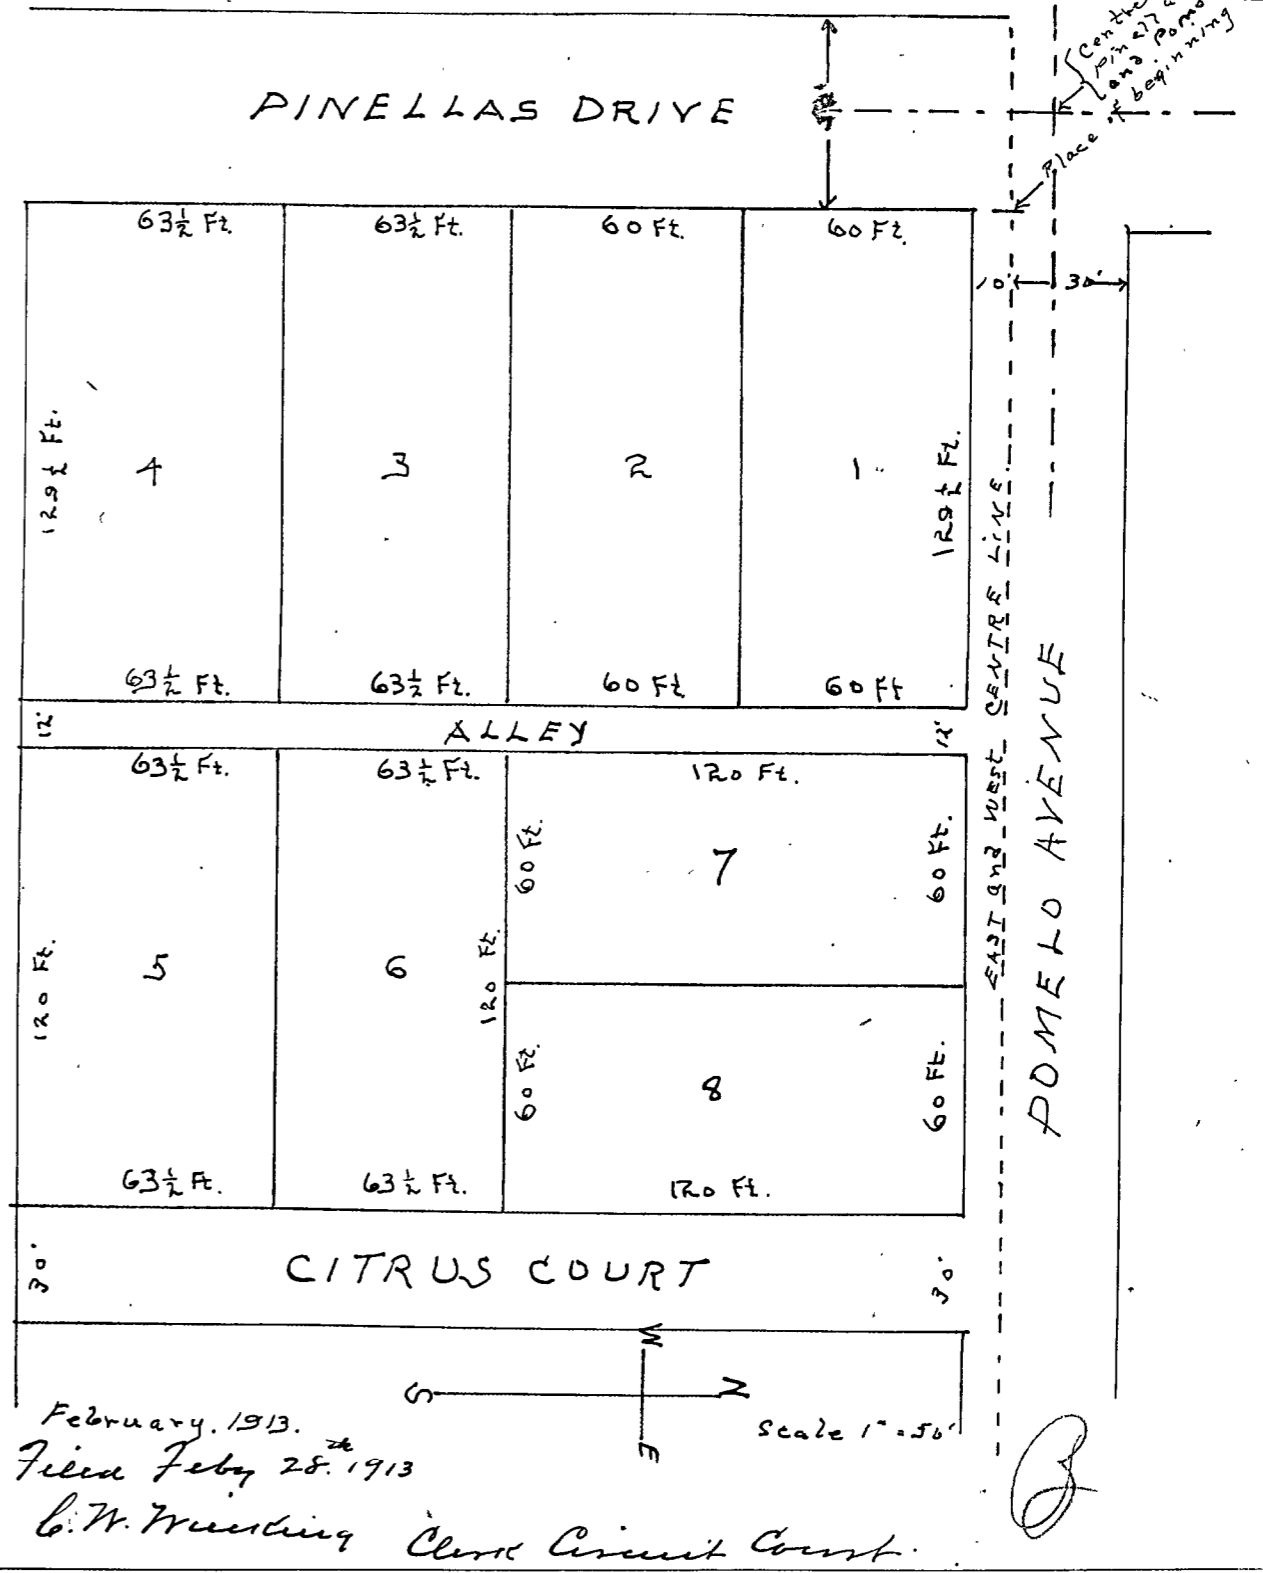 Centre
Pinell
and Pomo
of beginning
Place
PINELLAS DRIVE
63½ Ft. 63½ Ft. 60 Ft. 60 Ft.
10' 30'
129½ Ft. 4 3 2 1 129½ Ft.
63½ Ft. 63½ Ft. 60 Ft. 60 Ft
12' ALLEY 12'
63½ Ft. 63½ Ft. 120 Ft.
60 Ft. 7 60 Ft.
120 Ft. 5 6 120 Ft.
60 Ft. 8 60 Ft.
63½ Ft. 63½ Ft. 120 Ft.
EAST and WEST CENTRE LINE.
POMELO AVENUE
30' CITRUS COURT 30'
W
S N
E
Scale 1" = 50'
February. 1913.
Filed Feby 28.th 1913
C.W. Clerk Circuit Court.